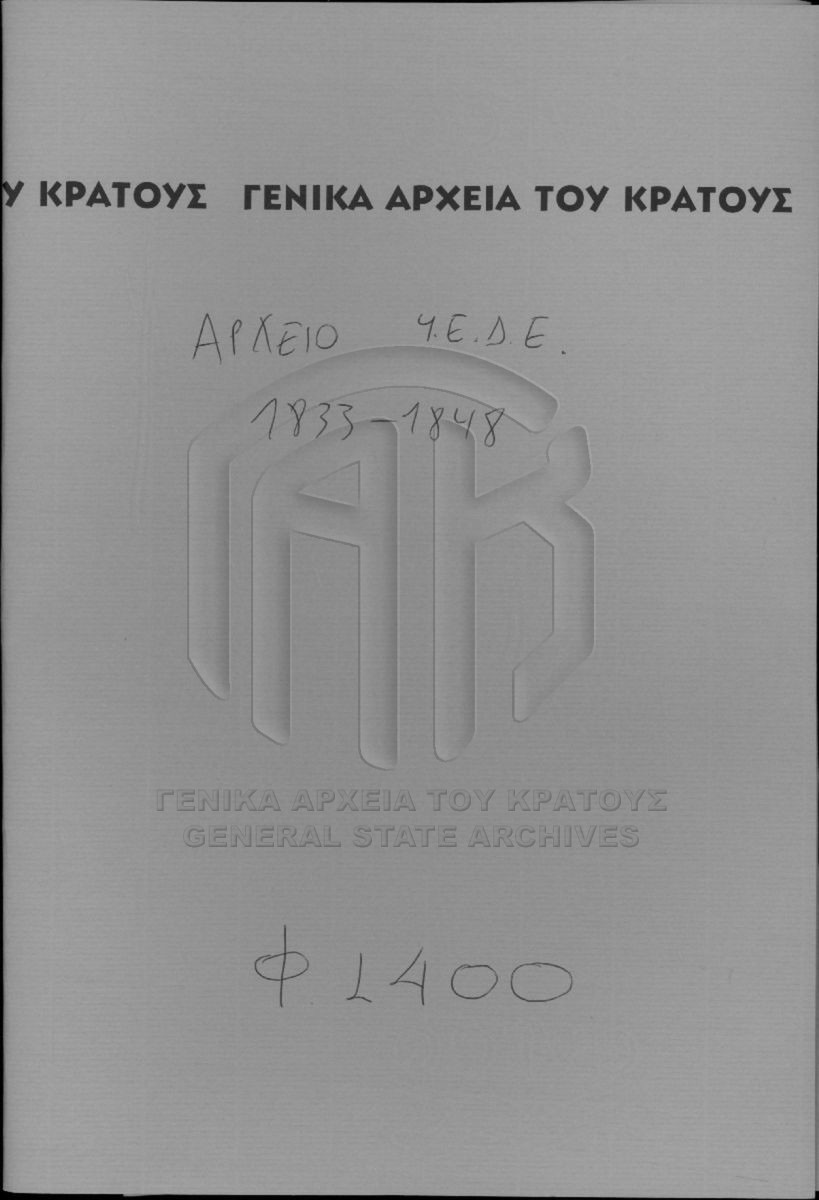 Υ ΚΡΑΤΟΥΣ ΓΕΝΙΚΑ ΑΡΧΕΙΑ ΤΟΥ ΚΡΑΤΟΥΣ
ΑΡΧΕΙΟ Υ.Ε.Δ.Ε.
1833-1848
ΓΑΚ
ΓΕΝΙΚΑ ΑΡΧΕΙΑ ΤΟΥ ΚΡΑΤΟΥΣ
GENERAL STATE ARCHIVES
Φ 1400